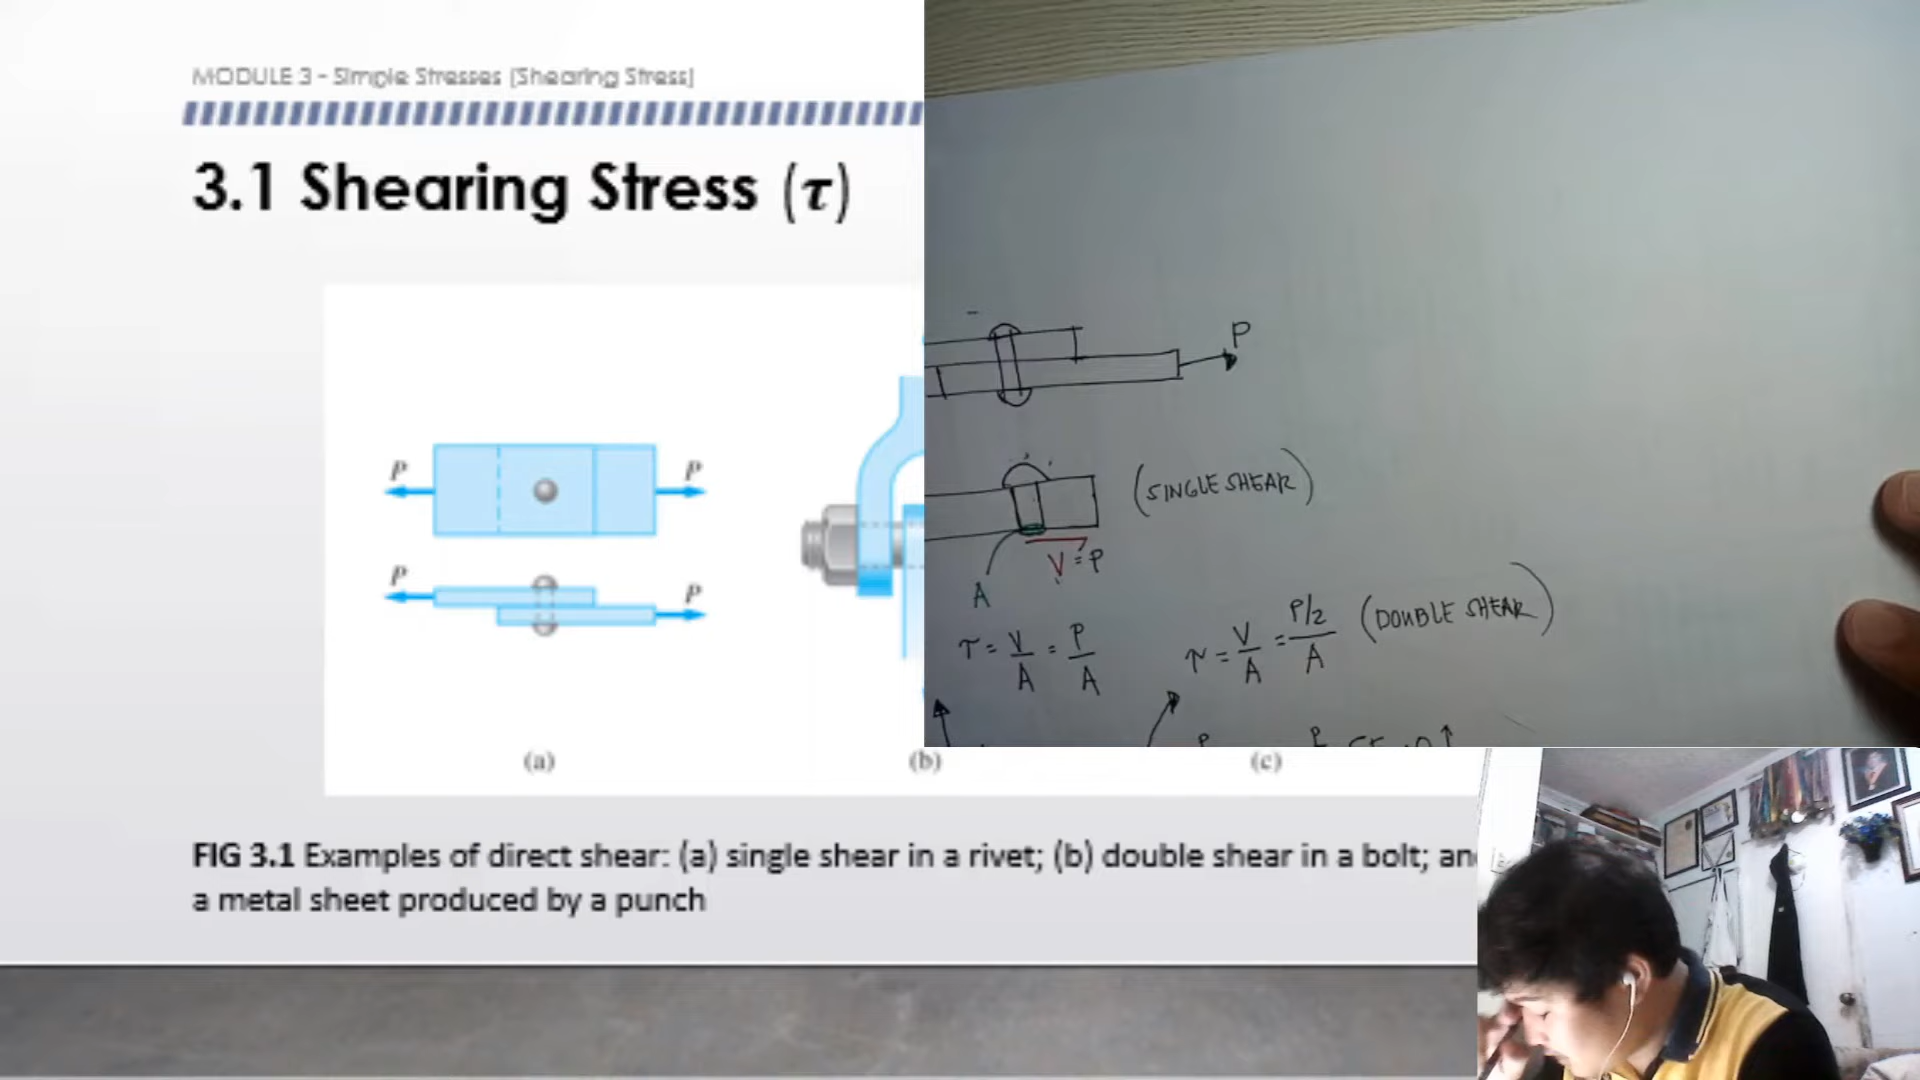 MODULE 3 - Simple Stresses (Shearing Stress)
3.1 Shearing Stress (τ)
P
P
P
P
(a)
(b)
(c)
FIG 3.1 Examples of direct shear: (a) single shear in a rivet; (b) double shear in a bolt; an
a metal sheet produced by a punch
P
(SINGLE SHEAR)
V = P
A
τ = V/A = P/A
τ = V/A = P/2/A (DOUBLE SHEAR)
P
P